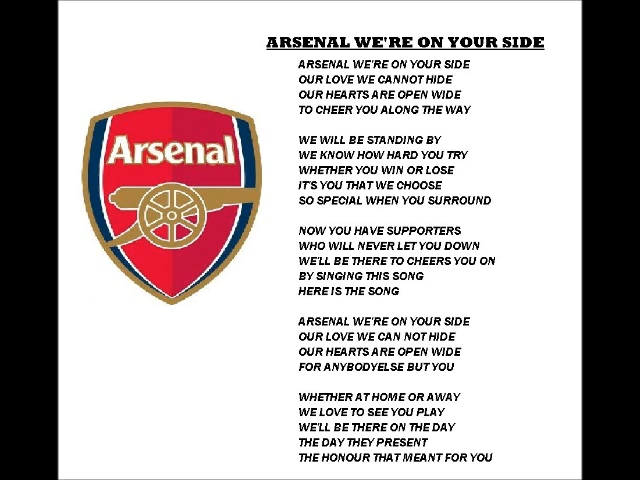 ARSENAL WE'RE ON YOUR SIDE
Arsenal
ARSENAL WE'RE ON YOUR SIDE
OUR LOVE WE CANNOT HIDE
OUR HEARTS ARE OPEN WIDE
TO CHEER YOU ALONG THE WAY
WE WILL BE STANDING BY
WE KNOW HOW HARD YOU TRY
WHETHER YOU WIN OR LOSE
IT'S YOU THAT WE CHOOSE
SO SPECIAL WHEN YOU SURROUND
NOW YOU HAVE SUPPORTERS
WHO WILL NEVER LET YOU DOWN
WE'LL BE THERE TO CHEERS YOU ON
BY SINGING THIS SONG
HERE IS THE SONG
ARSENAL WE'RE ON YOUR SIDE
OUR LOVE WE CAN NOT HIDE
OUR HEARTS ARE OPEN WIDE
FOR ANYBODYELSE BUT YOU
WHETHER AT HOME OR AWAY
WE LOVE TO SEE YOU PLAY
WE'LL BE THERE ON THE DAY
THE DAY THEY PRESENT
THE HONOUR THAT MEANT FOR YOU